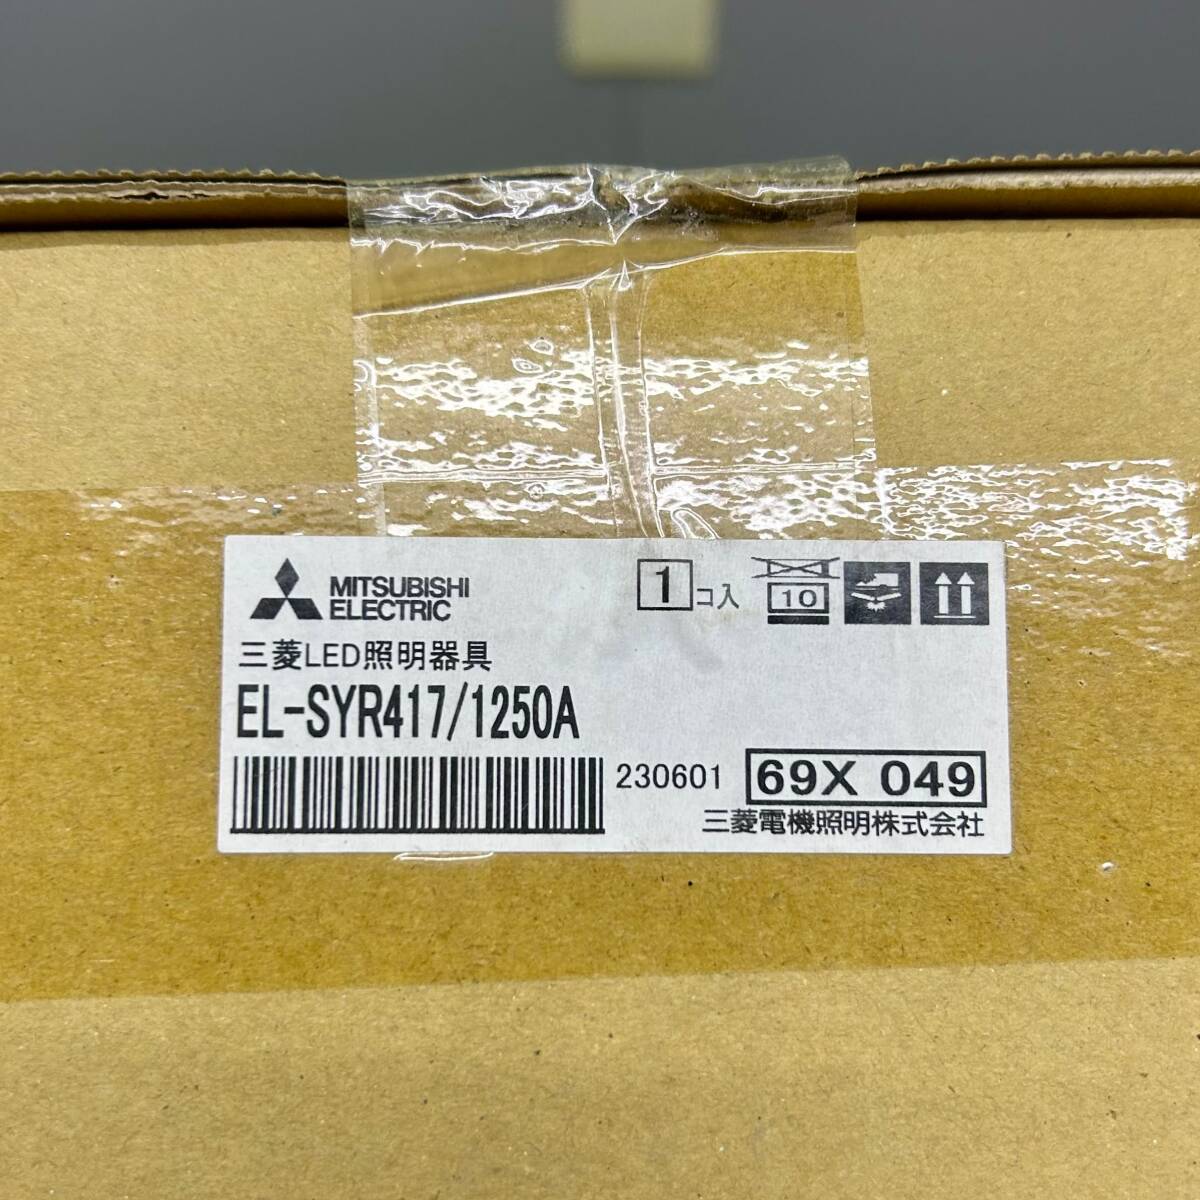 MITSUBISHI
ELECTRIC
1コ入
10
三菱LED照明器具
EL-SYR417/1250A
230601
69X 049
三菱電機照明株式会社